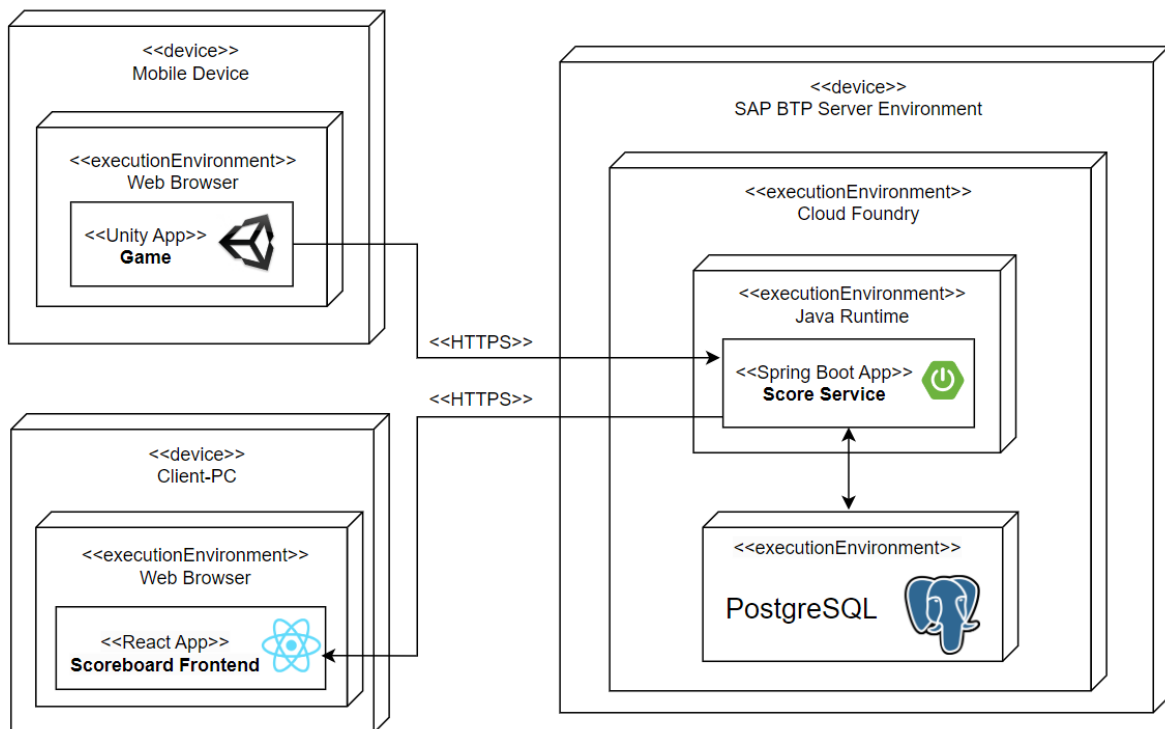 <<device>>
Mobile Device
<<executionEnvironment>>
Web Browser
<<Unity App>>
Game
<<HTTPS>>
<<HTTPS>>
<<device>>
Client-PC
<<executionEnvironment>>
Web Browser
<<React App>>
Scoreboard Frontend
<<device>>
SAP BTP Server Environment
<<executionEnvironment>>
Cloud Foundry
<<executionEnvironment>>
Java Runtime
<<Spring Boot App>>
Score Service
<<executionEnvironment>>
PostgreSQL